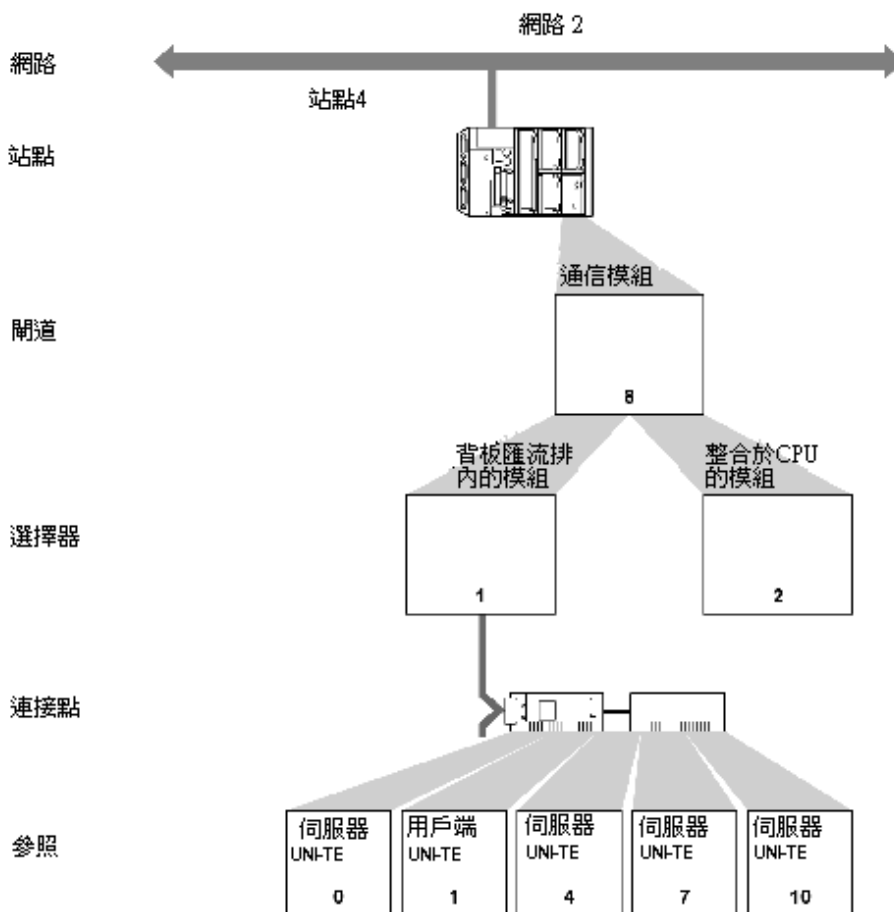 網路 2
網路
站點4
站點
通信模組
閘道
8
背板匯流排
內的模組
整合於CPU
的模組
選擇器
1
2
連接點
參照
伺服器
UNI-TE
0
用戶端
UNI-TE
1
伺服器
UNI-TE
4
伺服器
UNI-TE
7
伺服器
UNI-TE
10